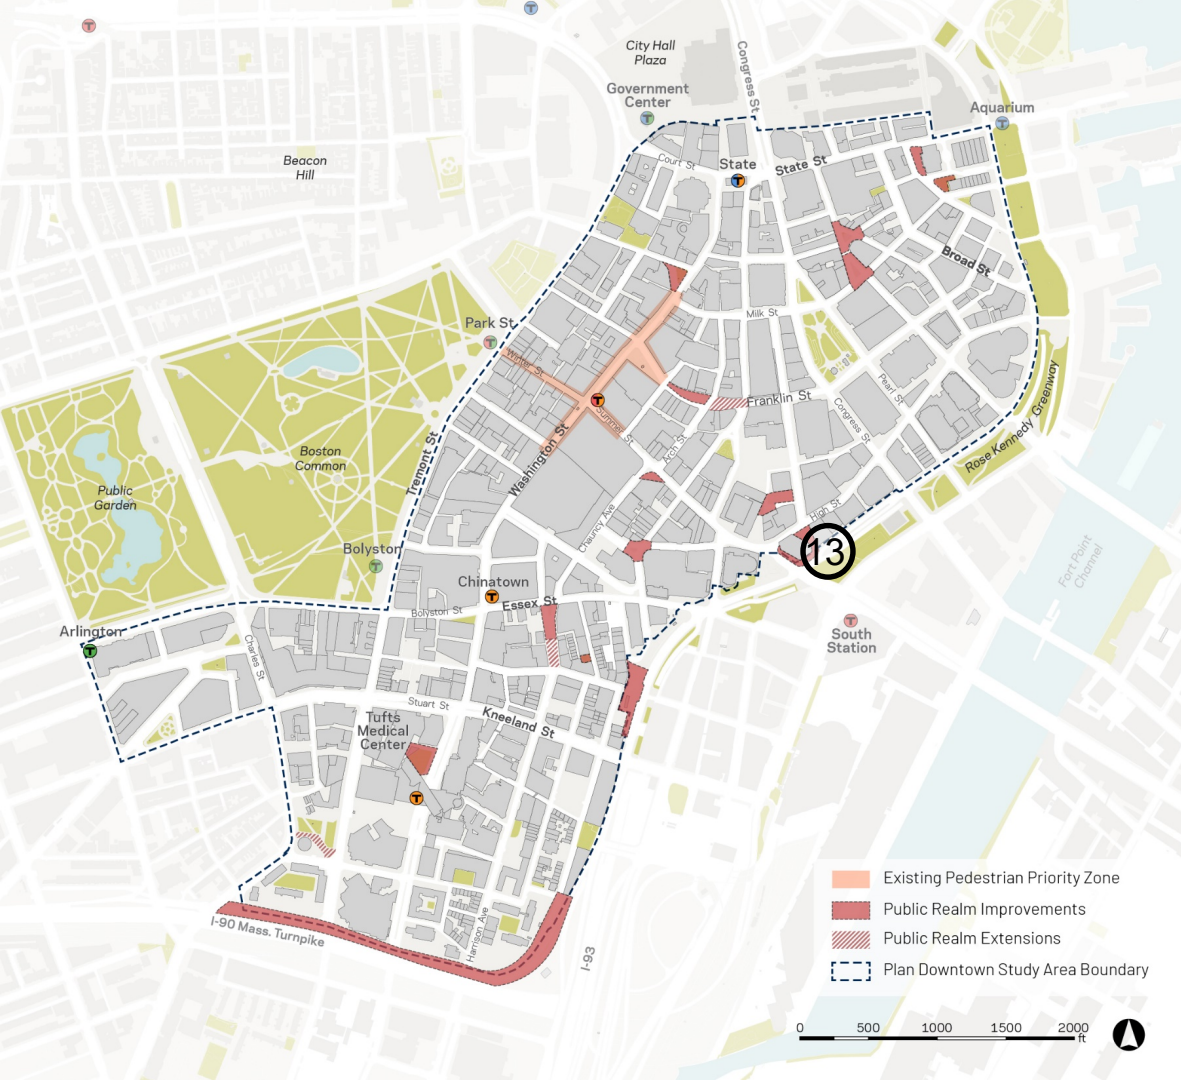 City Hall
Plaza
Congress St
Government
Center
Aquarium
Beacon
Hill
Court St
State
State St
Broad St
Park St
Milk St
Winter St
Summer St
Franklin St
Pearl St
Congress St
Rose Kennedy Greenway
Tremont St
Washington St
Arch St
Boston
Common
Public
Garden
Chauncy Ave
High St
13
Fort Point
Channel
Bolyston
Chinatown
Essex St
Bolyston St
Arlington
Charles St
South
Station
Stuart St
Kneeland St
Tufts
Medical
Center
Harrison Ave
I-90 Mass. Turnpike
I-93
Existing Pedestrian Priority Zone
Public Realm Improvements
Public Realm Extensions
Plan Downtown Study Area Boundary
0 500 1000 1500 2000
ft
T
T
T
T
T
T
T
T
T
T
T
T